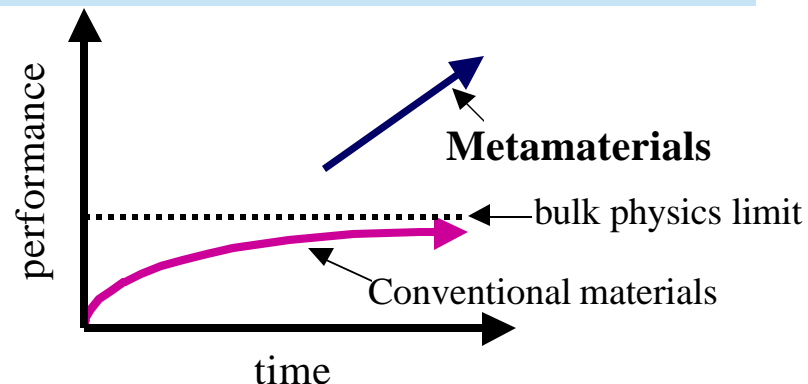 performance
Metamaterials
bulk physics limit
Conventional materials
time